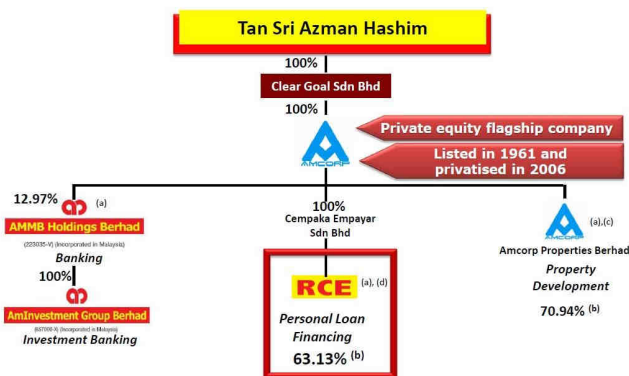 Tan Sri Azman Hashim
100%
Clear Goal Sdn Bhd
100%
AMCORP
Private equity flagship company
Listed in 1961 and
privatised in 2006
12.97%
(a)
AMMB Holdings Berhad
(Incorporated in Malaysia)
Banking
100%
AmInvestment Group Berhad
(Incorporated in Malaysia)
Investment Banking
100%
Cempaka Empayar
Sdn Bhd
RCE (a), (d)
Personal Loan
Financing
63.13% (b)
AMCORP
(a),(c)
Amcorp Properties Berhad
Property
Development
70.94% (b)